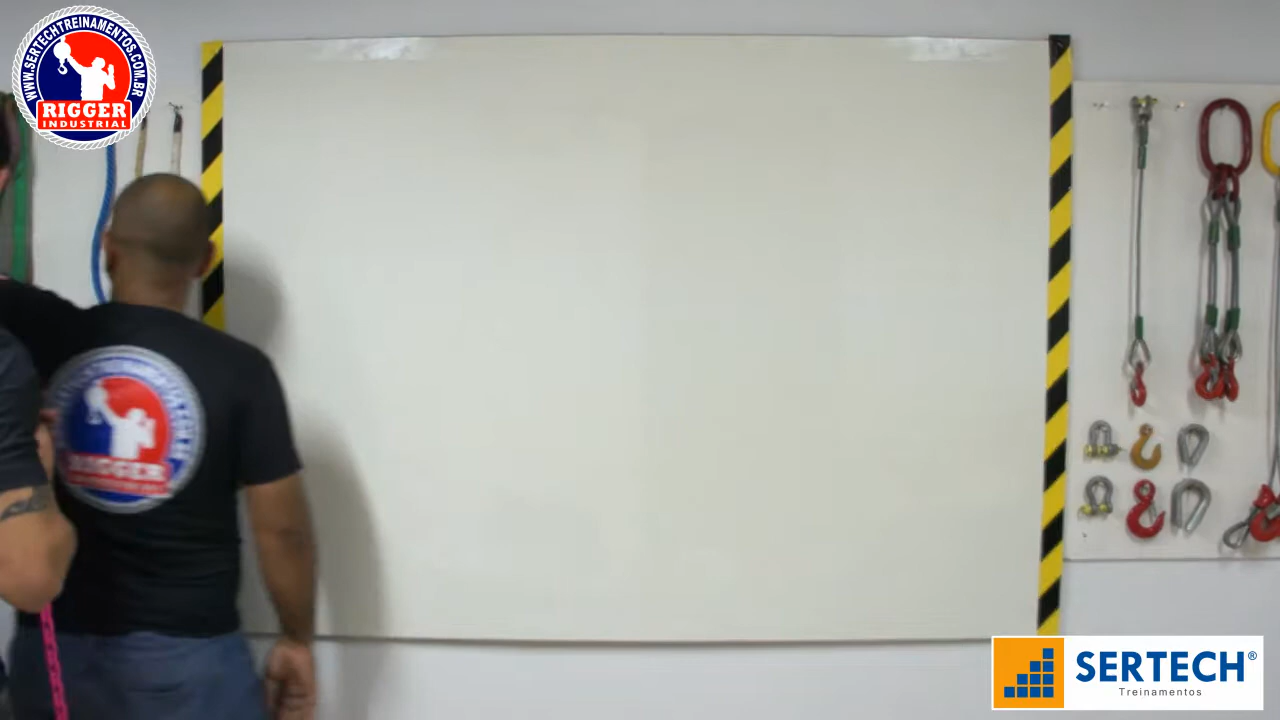 WWW.SERTECHTREINAMENTOS.COM.BR
RIGGER
INDUSTRIAL
RIGGER
SERTECH®
Treinamentos